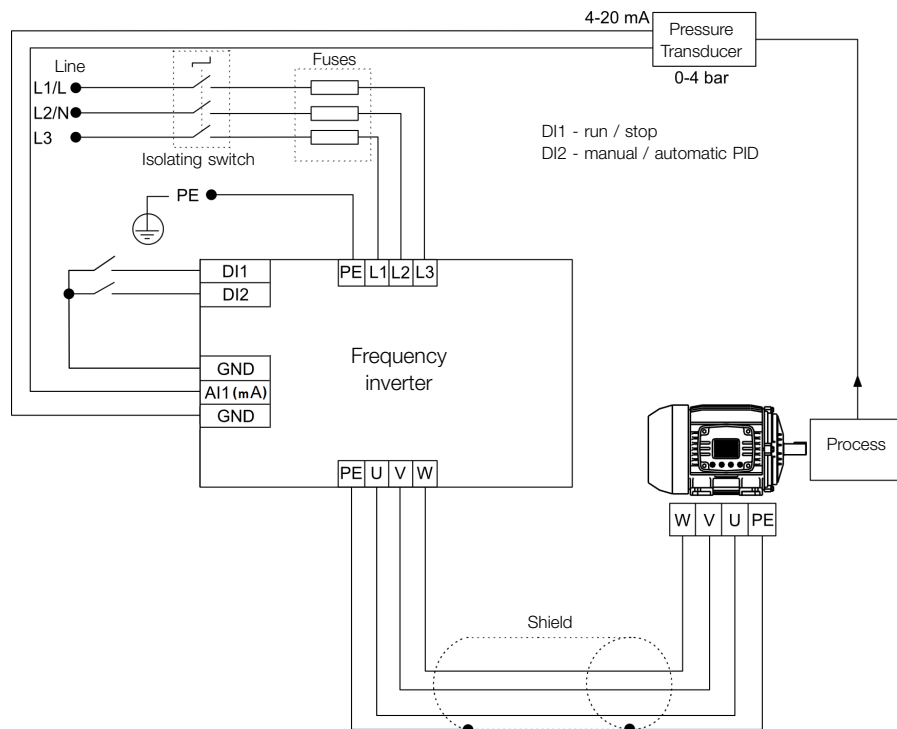 4-20 mA
Pressure
Transducer
0-4 bar
Line
Fuses
L1/L
L2/N
L3
Isolating switch
DI1 - run / stop
DI2 - manual / automatic PID
PE
PE L1 L2 L3
DI1
DI2
Frequency
inverter
GND
AI1 (mA)
GND
Process
PE U V W
W V U PE
Shield